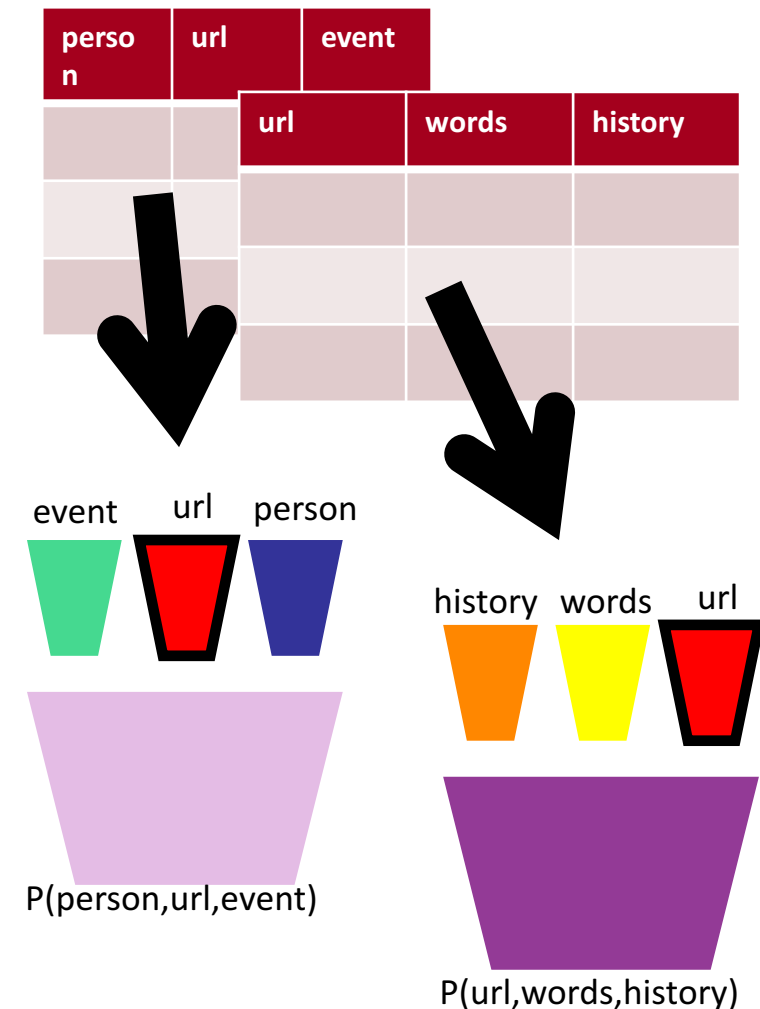 perso
n
url
event
url
words
history
event
url
person
history
words
url
P(person,url,event)
P(url,words,history)